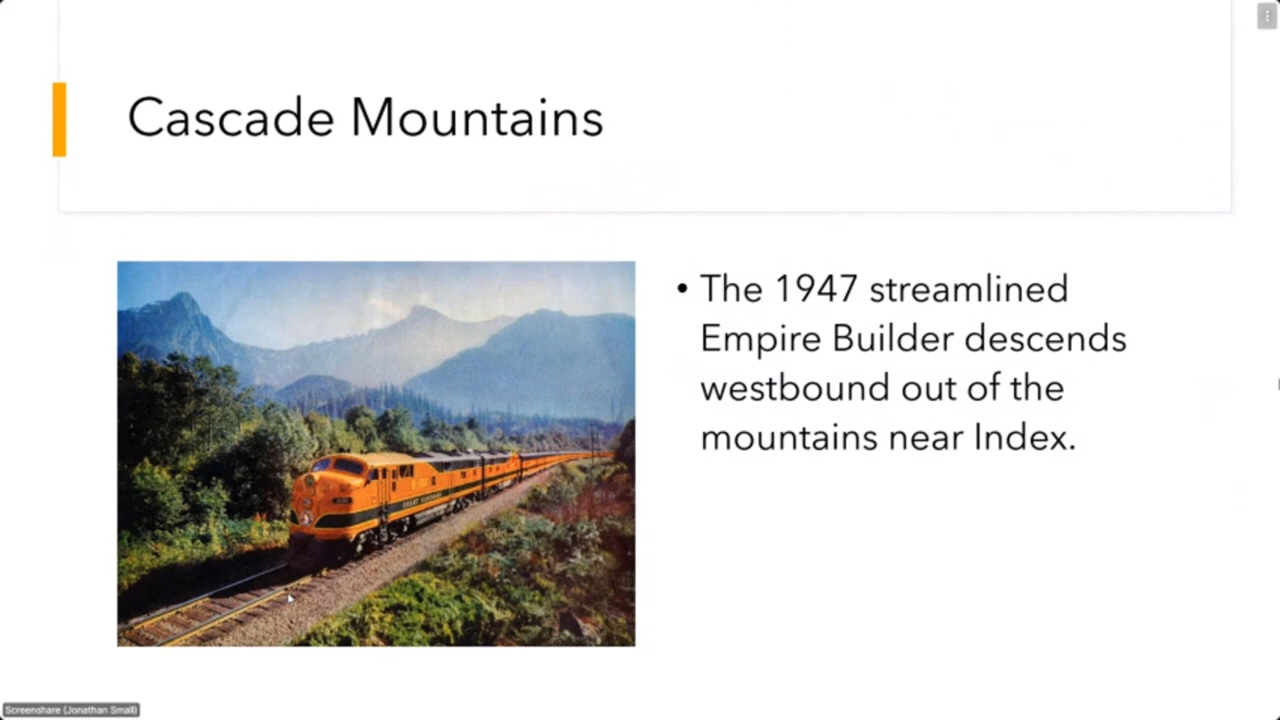 Cascade Mountains
• The 1947 streamlined
Empire Builder descends
westbound out of the
mountains near Index.
Screenshare (Jonathan Small)